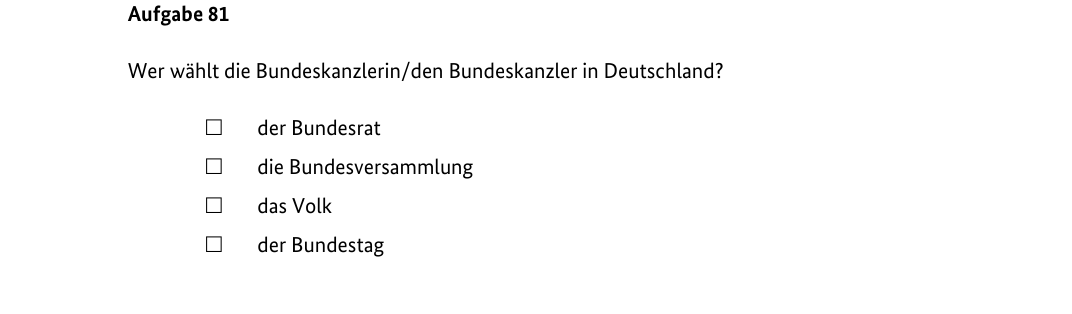 Aufgabe 81
Wer wählt die Bundeskanzlerin/den Bundeskanzler in Deutschland?
☐ der Bundesrat
☐ die Bundesversammlung
☐ das Volk
☐ der Bundestag